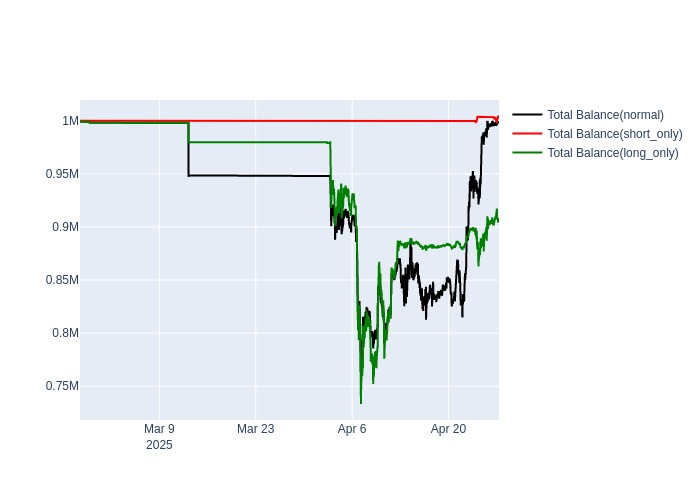 1M
0.95M
0.9M
0.85M
0.8M
0.75M
Mar 9
2025
Mar 23
Apr 6
Apr 20
Total Balance(normal)
Total Balance(short_only)
Total Balance(long_only)